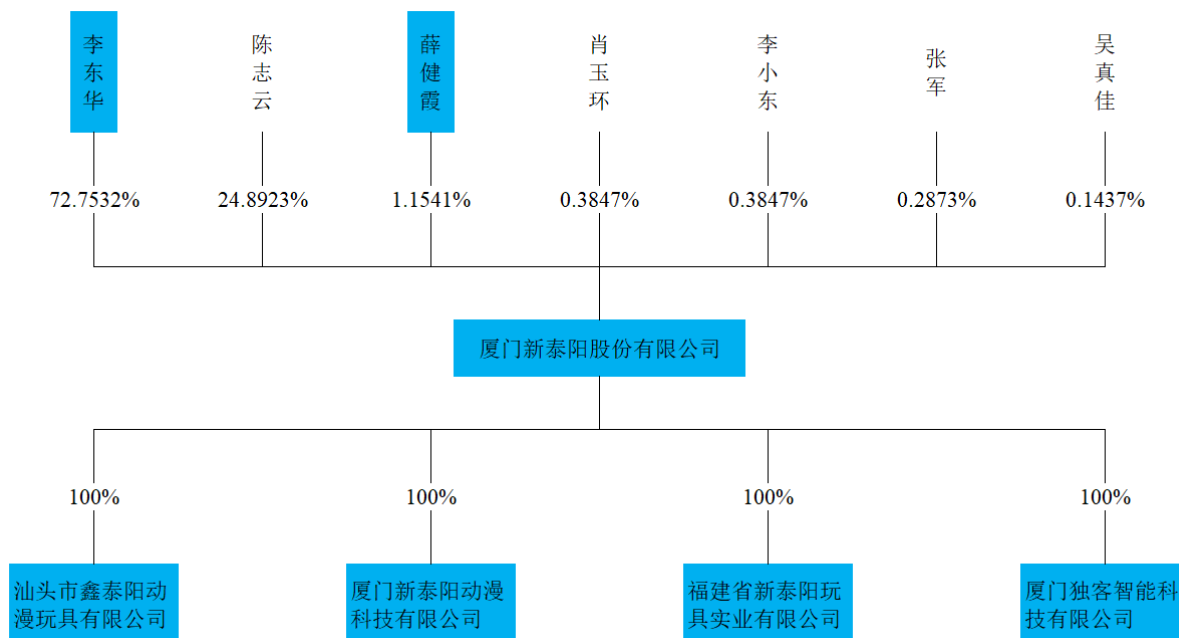 李东华
陈志云
薛健霞
肖玉环
李小东
张军
吴真佳
72.7532%
24.8923%
1.1541%
0.3847%
0.3847%
0.2873%
0.1437%
厦门新泰阳股份有限公司
100%
100%
100%
100%
汕头市鑫泰阳动
漫玩具有限公司
厦门新泰阳动漫
科技有限公司
福建省新泰阳玩
具实业有限公司
厦门独客智能科
技有限公司